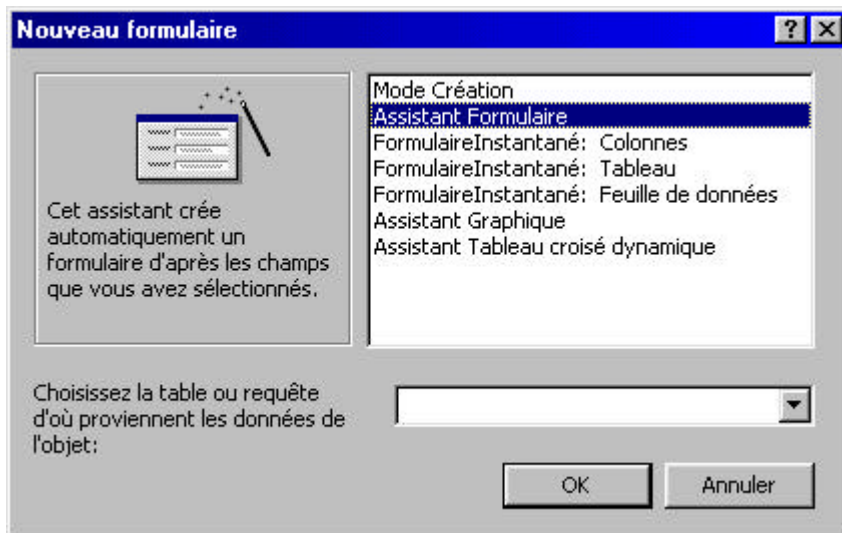 Nouveau formulaire
Cet assistant crée
automatiquement un
formulaire d'après les champs
que vous avez sélectionnés.
Mode Création
Assistant Formulaire
FormulaireInstantané: Colonnes
FormulaireInstantané: Tableau
FormulaireInstantané: Feuille de données
Assistant Graphique
Assistant Tableau croisé dynamique
Choisissez la table ou requête
d'où proviennent les données de
l'objet:
OK
Annuler